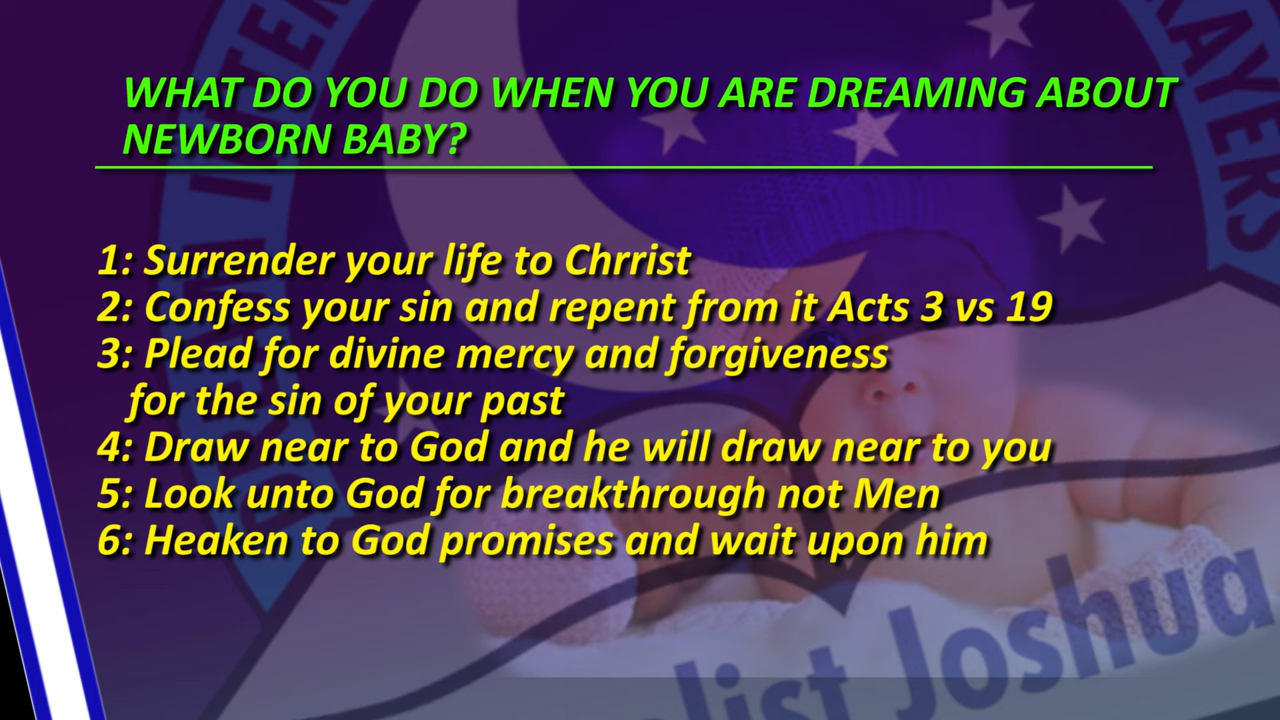 WHAT DO YOU DO WHEN YOU ARE DREAMING ABOUT
NEWBORN BABY?
1: Surrender your life to Chrrist
2: Confess your sin and repent from it Acts 3 vs 19
3: Plead for divine mercy and forgiveness
for the sin of your past
4: Draw near to God and he will draw near to you
5: Look unto God for breakthrough not Men
6: Heaken to God promises and wait upon him
Joshua